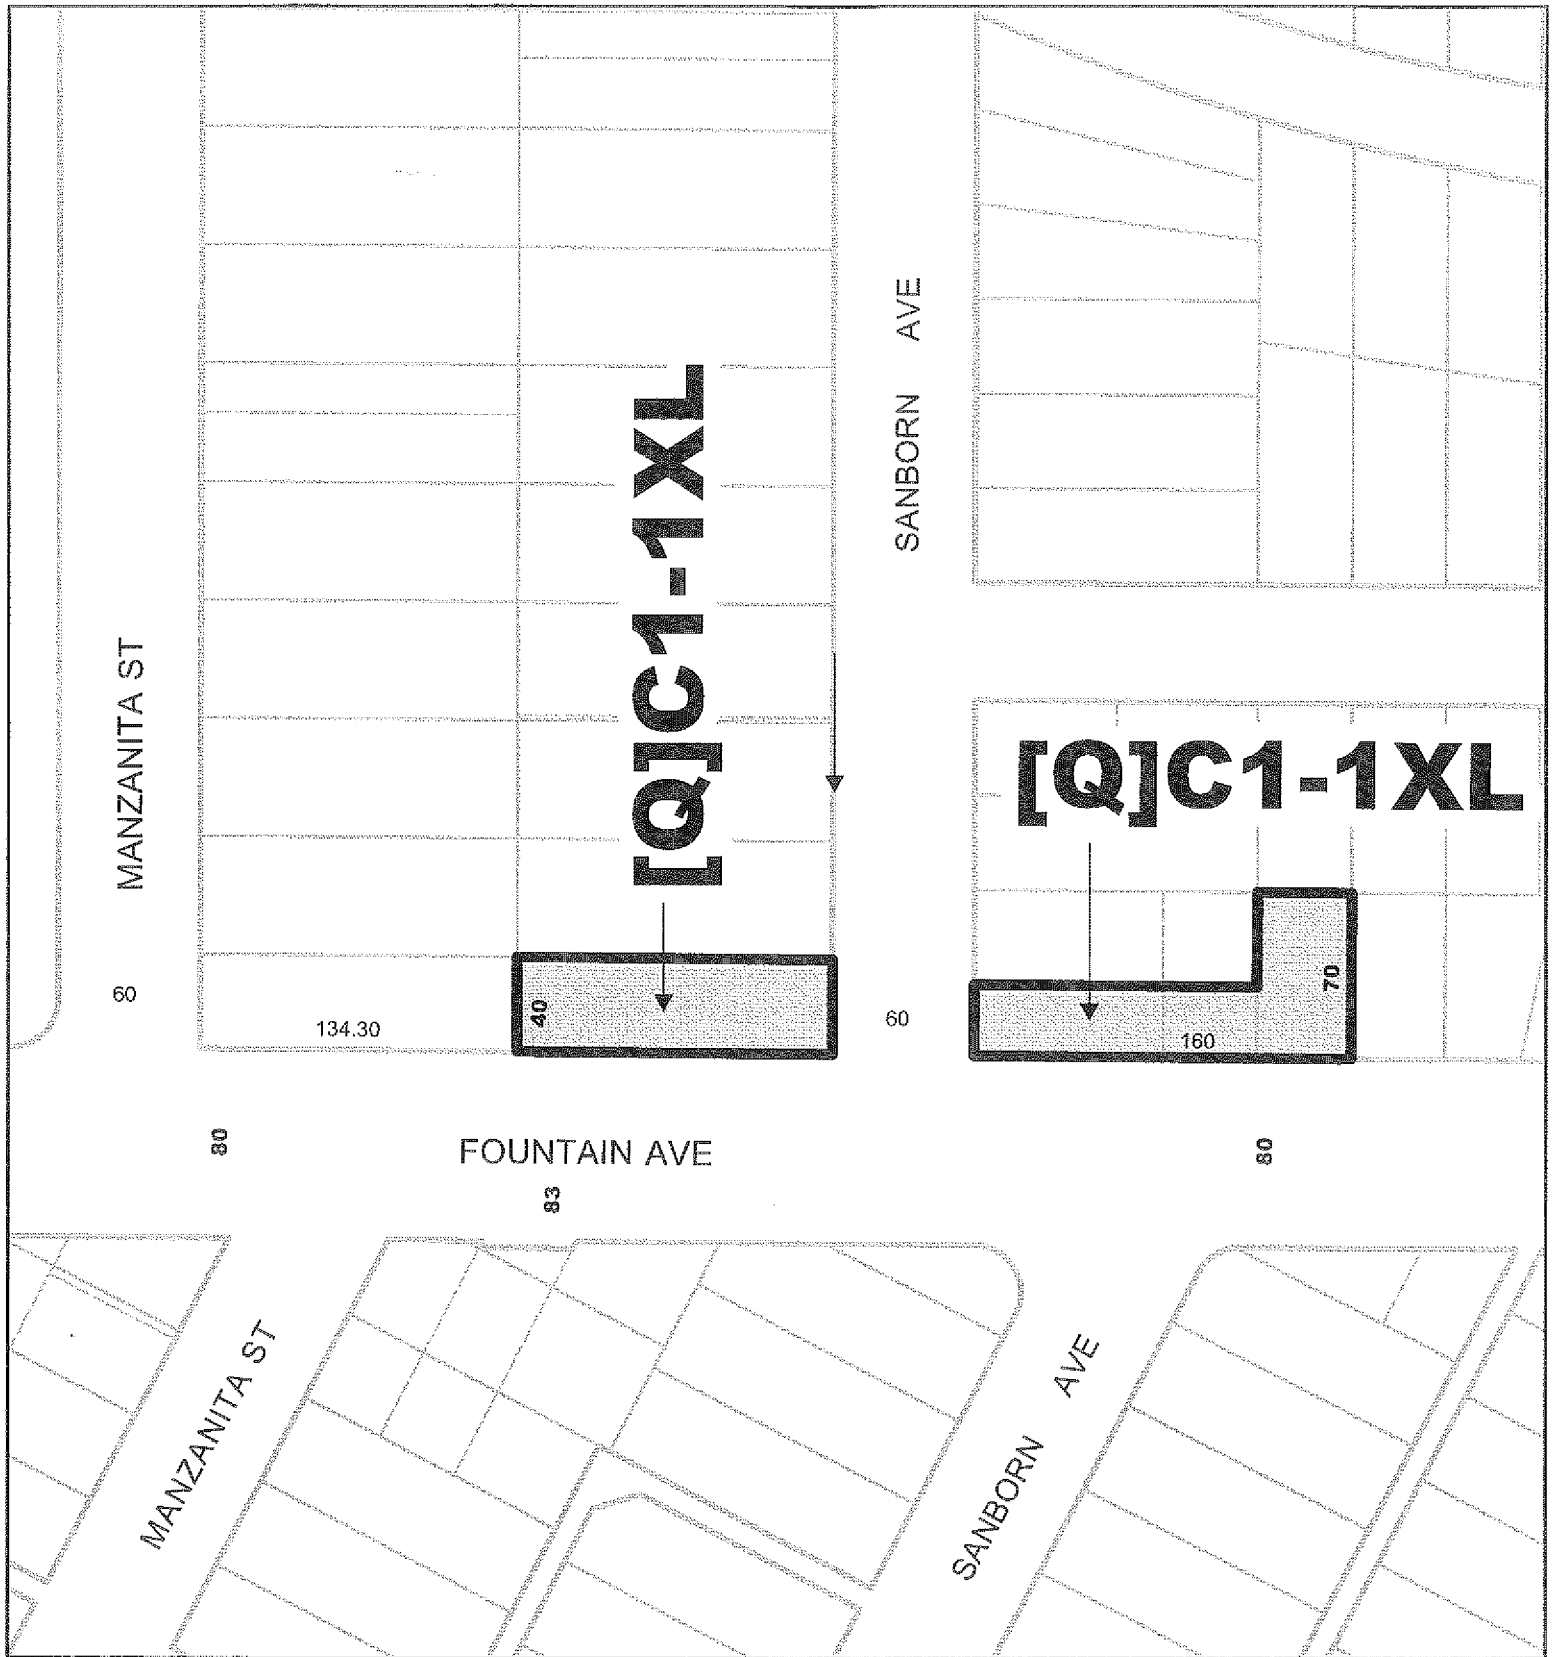 SANBORN AVE
[Q]C1-1XL
MANZANITA ST
[Q]C1-1XL
60
134.30
40
60
160
70
80
FOUNTAIN AVE
80
83
MANZANITA ST
SANBORN AVE